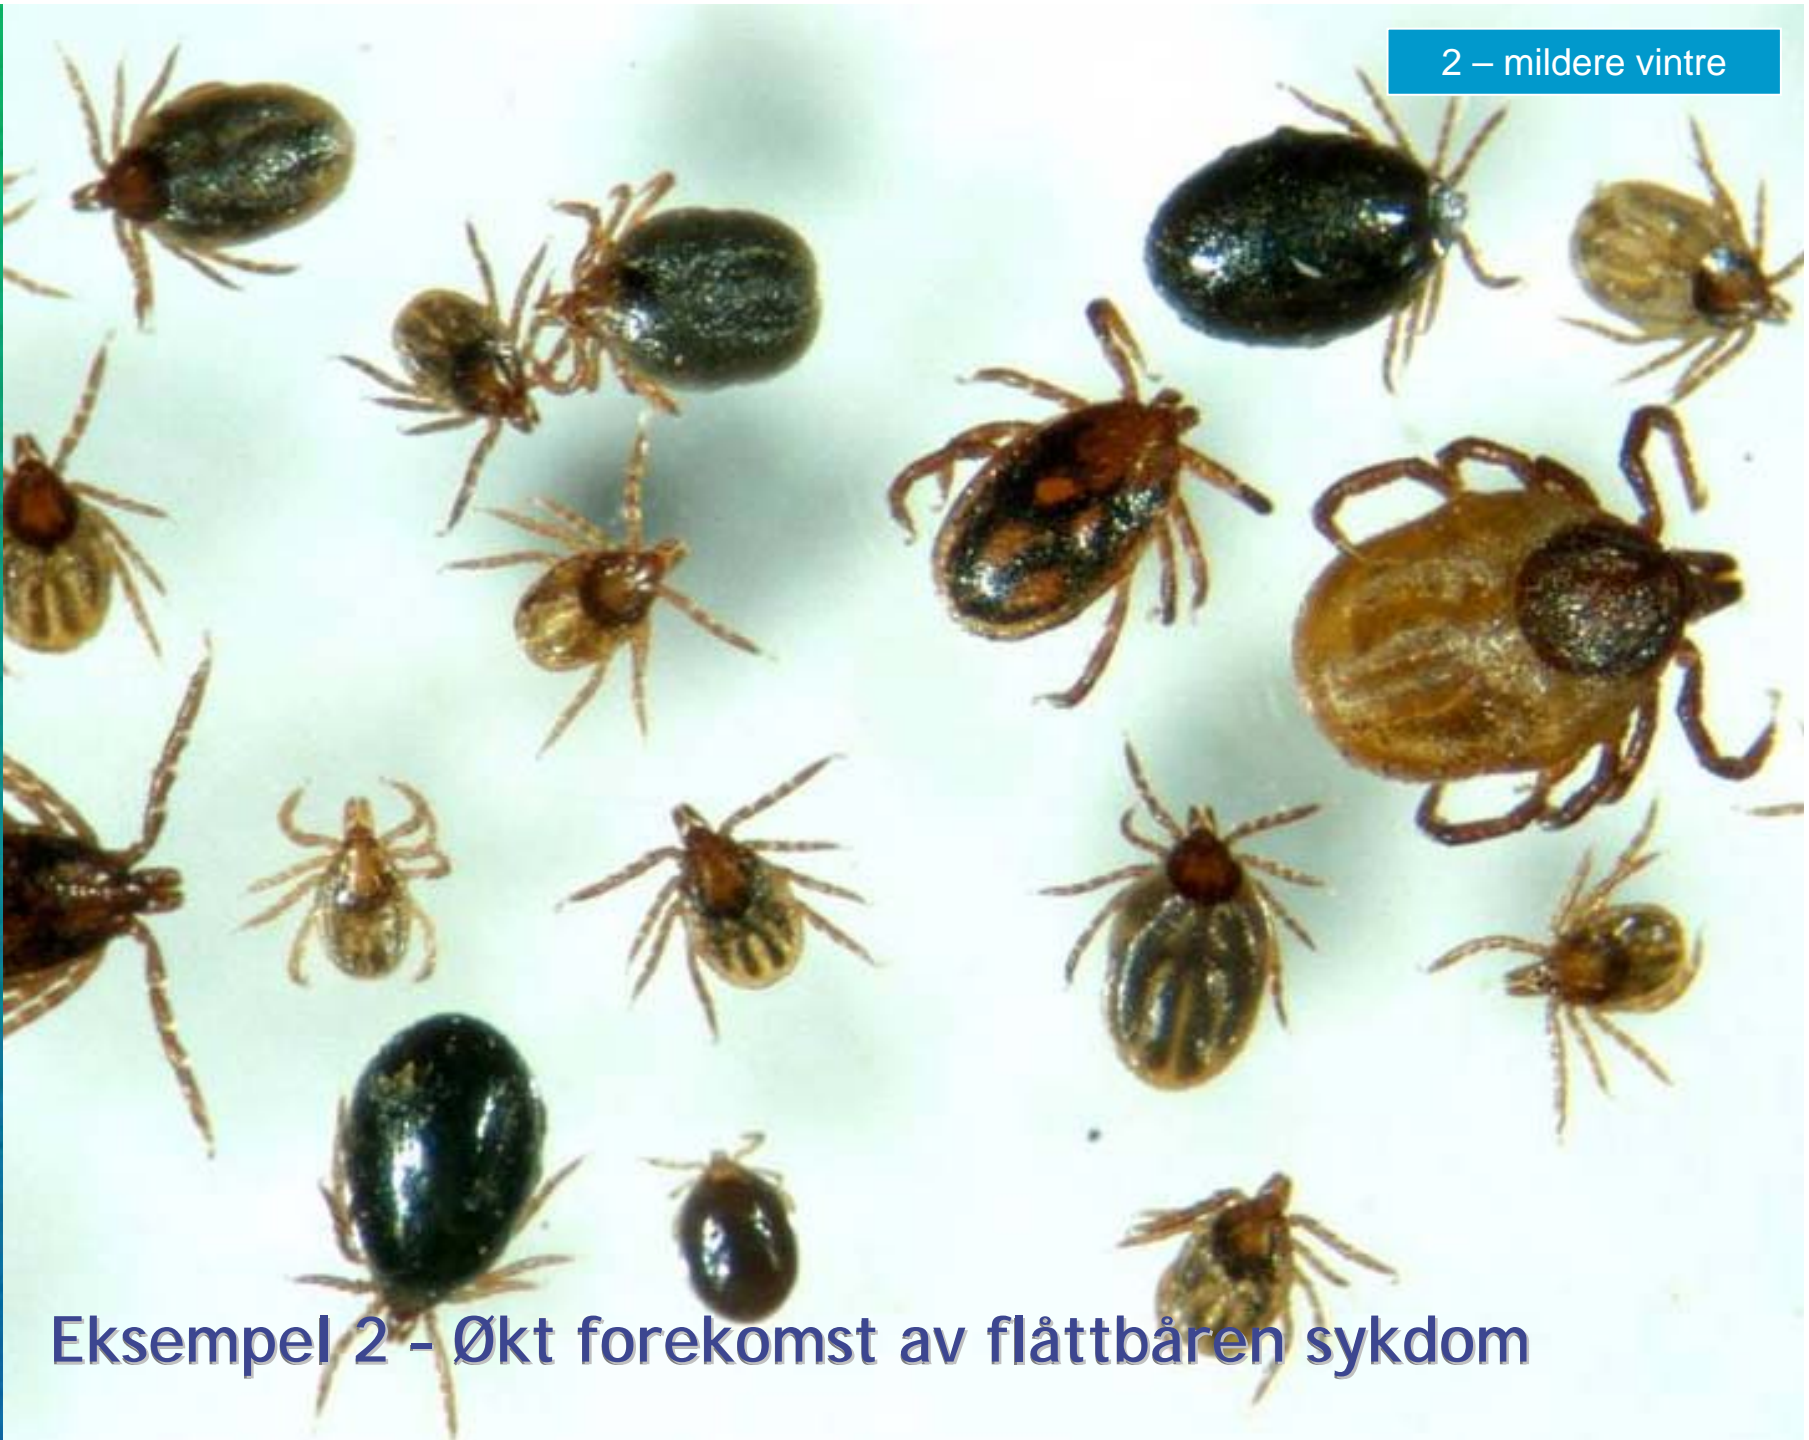 2 – mildere vintre
Eksempel 2 - Økt forekomst av flåttbåren sykdom